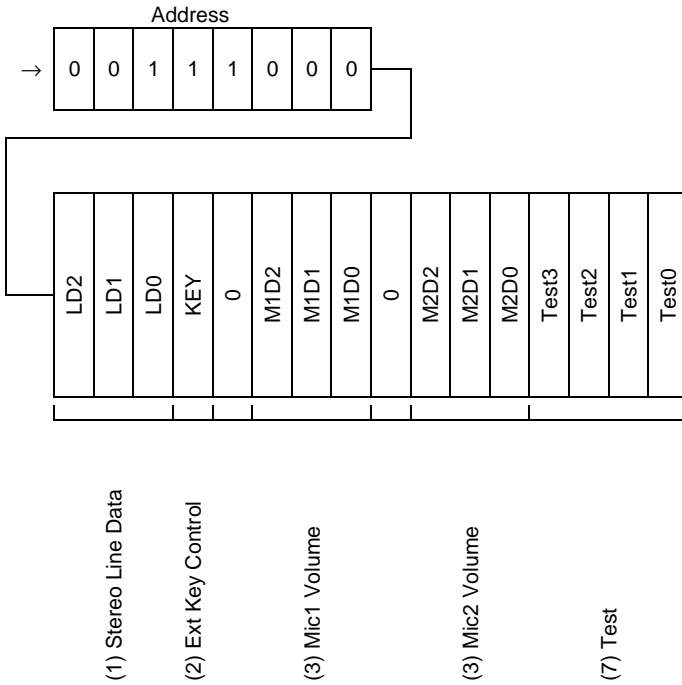 Address
→ 0 0 1 1 1 0 0 0
LD2 LD1 LD0 KEY 0 M1D2 M1D1 M1D0 0 M2D2 M2D1 M2D0 Test3 Test2 Test1 Test0
(1) Stereo Line Data
(2) Ext Key Control
(3) Mic1 Volume
(3) Mic2 Volume
(7) Test